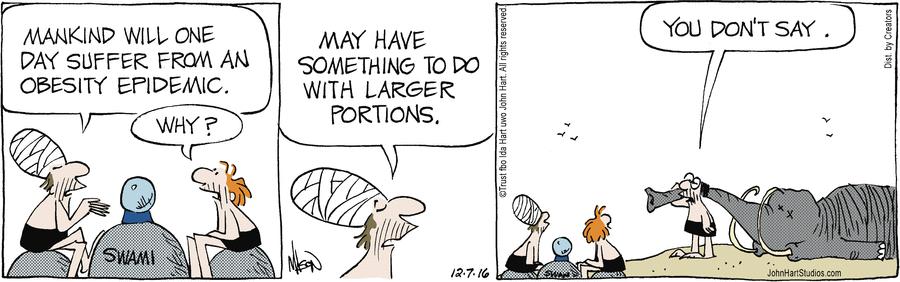 MANKIND WILL ONE
DAY SUFFER FROM AN
OBESITY EPIDEMIC.
WHY?
SWAMI
MAY HAVE
SOMETHING TO DO
WITH LARGER
PORTIONS.
MASON
12.7.16
©Trust fbo Ida Hart uwo John Hart. All rights reserved.
YOU DON'T SAY.
SWAMI
JohnHartStudios.com
Dist. by Creators